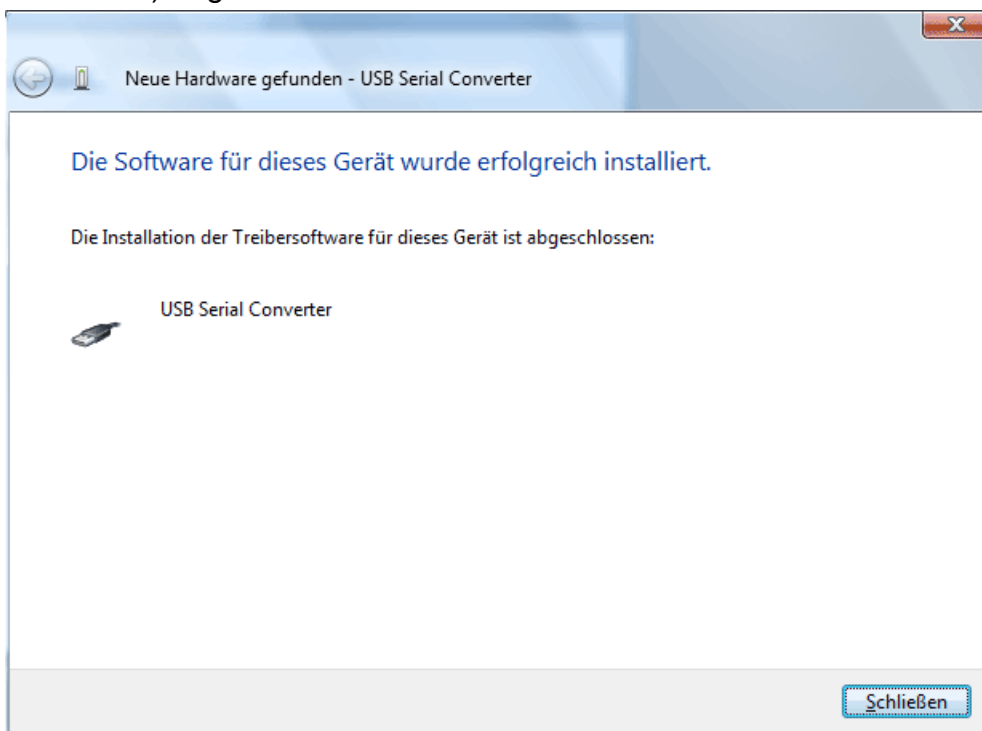 Neue Hardware gefunden - USB Serial Converter
Die Software für dieses Gerät wurde erfolgreich installiert.
Die Installation der Treibersoftware für dieses Gerät ist abgeschlossen:
USB Serial Converter
Schließen